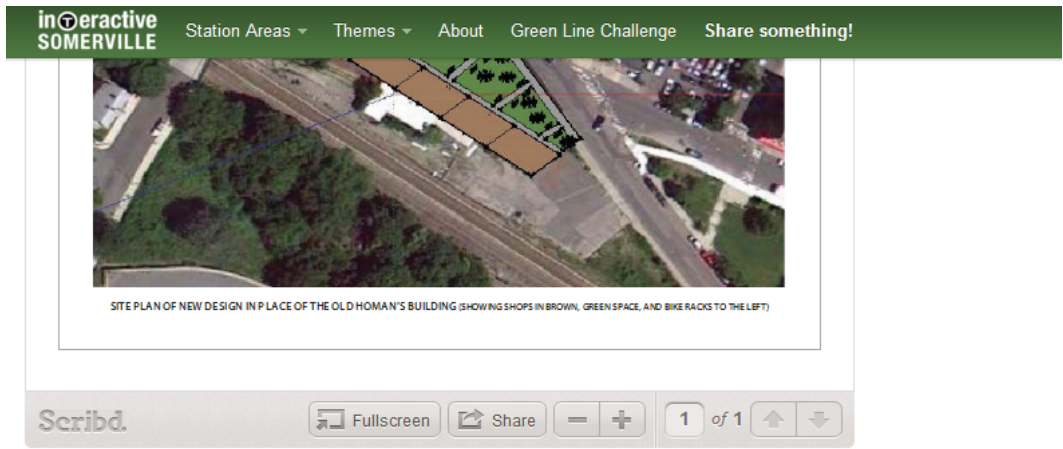 inTeractive
SOMERVILLE
Station Areas Themes About Green Line Challenge Share something!
SITE PLAN OF NEW DESIGN IN PLACE OF THE OLD HOMAN'S BUILDING (SHOWING SHOPS IN BROWN, GREEN SPACE, AND BIKE RACKS TO THE LEFT)
Scribd. Fullscreen Share 1 of 1